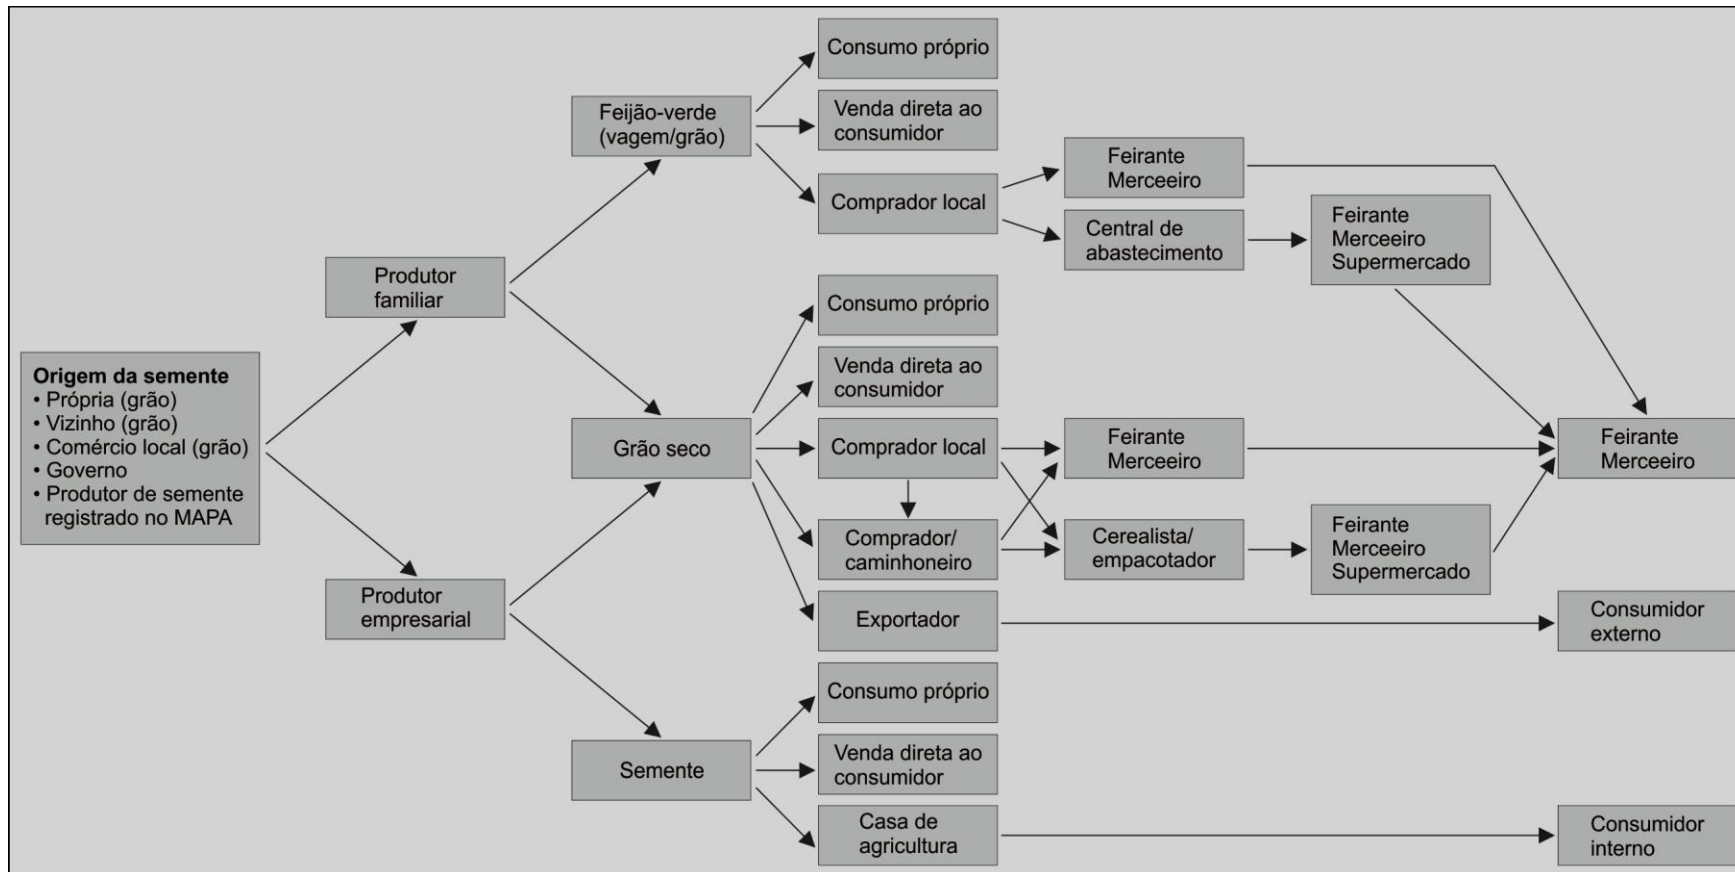 Origem da semente
• Própria (grão)
• Vizinho (grão)
• Comércio local (grão)
• Governo
• Produtor de semente
registrado no MAPA
Produtor
familiar
Produtor
empresarial
Feijão-verde
(vagem/grão)
Grão seco
Semente
Consumo próprio
Venda direta ao
consumidor
Comprador local
Consumo próprio
Venda direta ao
consumidor
Comprador local
Comprador/
caminhoneiro
Exportador
Consumo próprio
Venda direta ao
consumidor
Casa de
agricultura
Feirante
Merceeiro
Central de
abastecimento
Feirante
Merceeiro
Cerealista/
empacotador
Feirante
Merceeiro
Supermercado
Feirante
Merceeiro
Supermercado
Feirante
Merceeiro
Consumidor
externo
Consumidor
interno